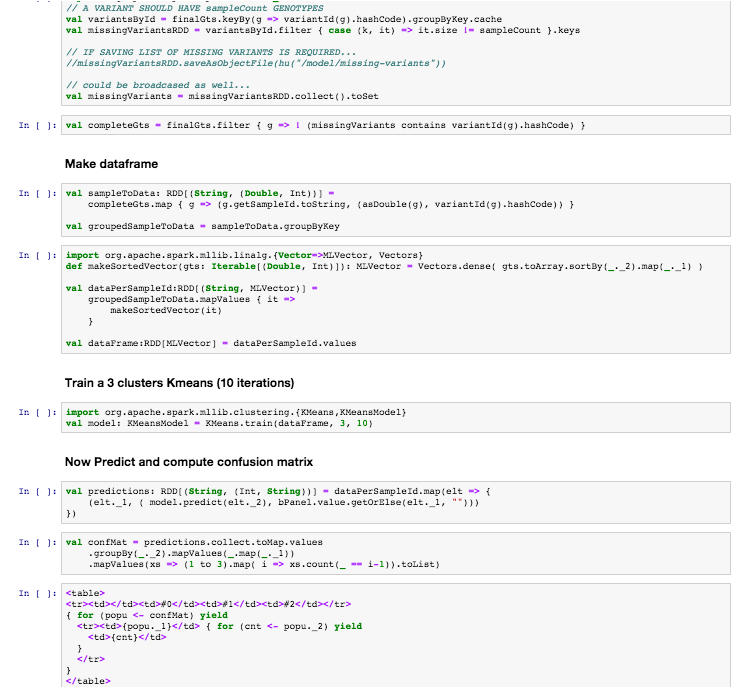 // A VARIANT SHOULD HAVE sampleCount GENOTYPES
val variantsById = finalGts.keyBy(g => variantId(g).hashCode).groupByKey.cache
val missingVariantsRDD = variantsById.filter { case (k, it) => it.size != sampleCount }.keys
// IF SAVING LIST OF MISSING VARIANTS IS REQUIRED...
//missingVariantsRDD.saveAsObjectFile(hu("/model/missing-variants"))
// could be broadcased as well...
val missingVariants = missingVariantsRDD.collect().toSet
In [ ]: val completeGts = finalGts.filter { g => ! (missingVariants contains variantId(g).hashCode) }
Make dataframe
In [ ]: val sampleToData: RDD[(String, (Double, Int))] =
completeGts.map { g => (g.getSampleId.toString, (asDouble(g), variantId(g).hashCode)) }
val groupedSampleToData = sampleToData.groupByKey
In [ ]: import org.apache.spark.mllib.linalg.{Vector=>MLVector, Vectors}
def makeSortedVector(gts: Iterable[(Double, Int)]): MLVector = Vectors.dense( gts.toArray.sortBy(_._2).map(_._1) )
val dataPerSampleId:RDD[(String, MLVector)] =
groupedSampleToData.mapValues { it =>
makeSortedVector(it)
}
val dataFrame:RDD[MLVector] = dataPerSampleId.values
Train a 3 clusters Kmeans (10 iterations)
In [ ]: import org.apache.spark.mllib.clustering.{KMeans,KMeansModel}
val model: KMeansModel = KMeans.train(dataFrame, 3, 10)
Now Predict and compute confusion matrix
In [ ]: val predictions: RDD[(String, (Int, String))] = dataPerSampleId.map(elt => {
(elt._1, ( model.predict(elt._2), bPanel.value.getOrElse(elt._1, "")))
})
In [ ]: val confMat = predictions.collect.toMap.values
.groupBy(_._2).mapValues(_.map(_._1))
.mapValues(xs => (1 to 3).map( i => xs.count(_ == i-1)).toList)
In [ ]: <table>
<tr><td></td><td>#0</td><td>#1</td><td>#2</td></tr>
{ for (popu <- confMat) yield
<tr><td>{popu._1}</td> { for (cnt <- popu._2) yield
<td>{cnt}</td>
}
</tr>
}
</table>